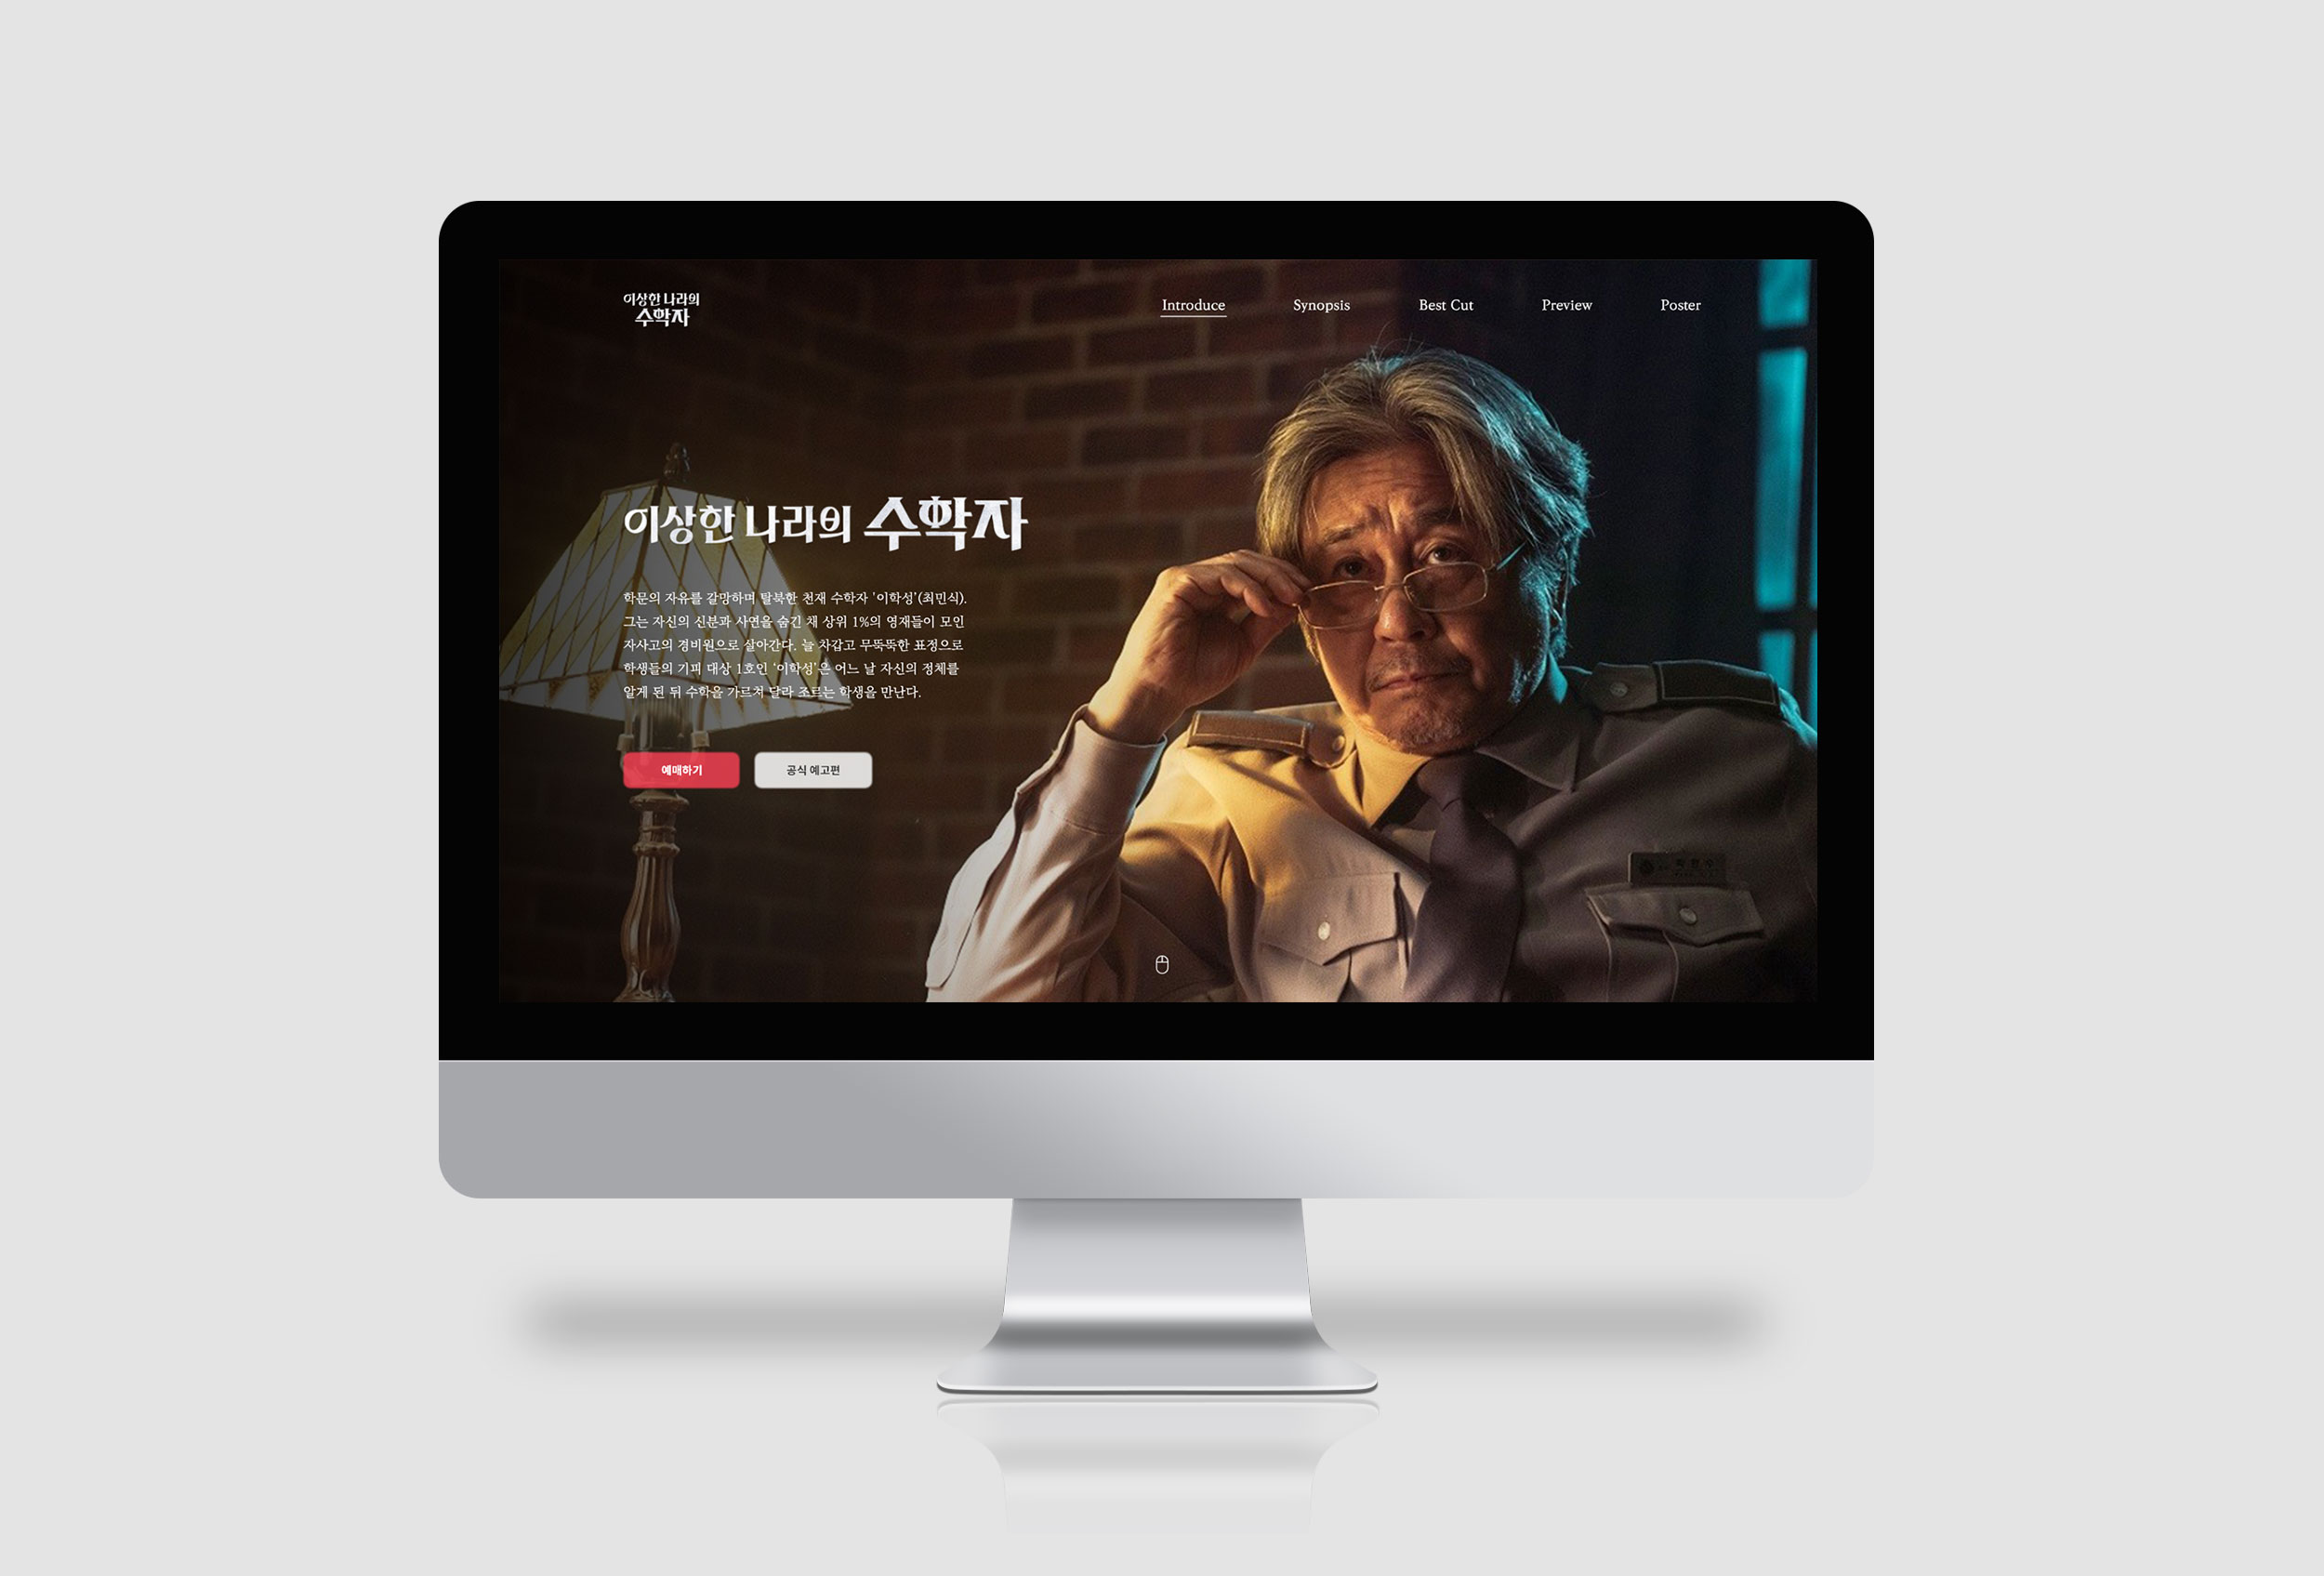 이상한 나라의
수학자
Introduce Synopsis Best Cut Preview Poster
이상한 나라의 수학자
학문의 자유를 갈망하며 탈북한 천재 수학자 '이학성'(최민식).
그는 자신의 신분과 사연을 숨긴 채 상위 1%의 영재들이 모인
자사고의 경비원으로 살아간다. 늘 차갑고 무뚝뚝한 표정으로
학생들의 기피 대상 1호인 ‘이학성’은 어느 날 자신의 정체를
알게 된 뒤 수학을 가르쳐 달라 조르는 학생을 만난다.
예매하기 공식 예고편